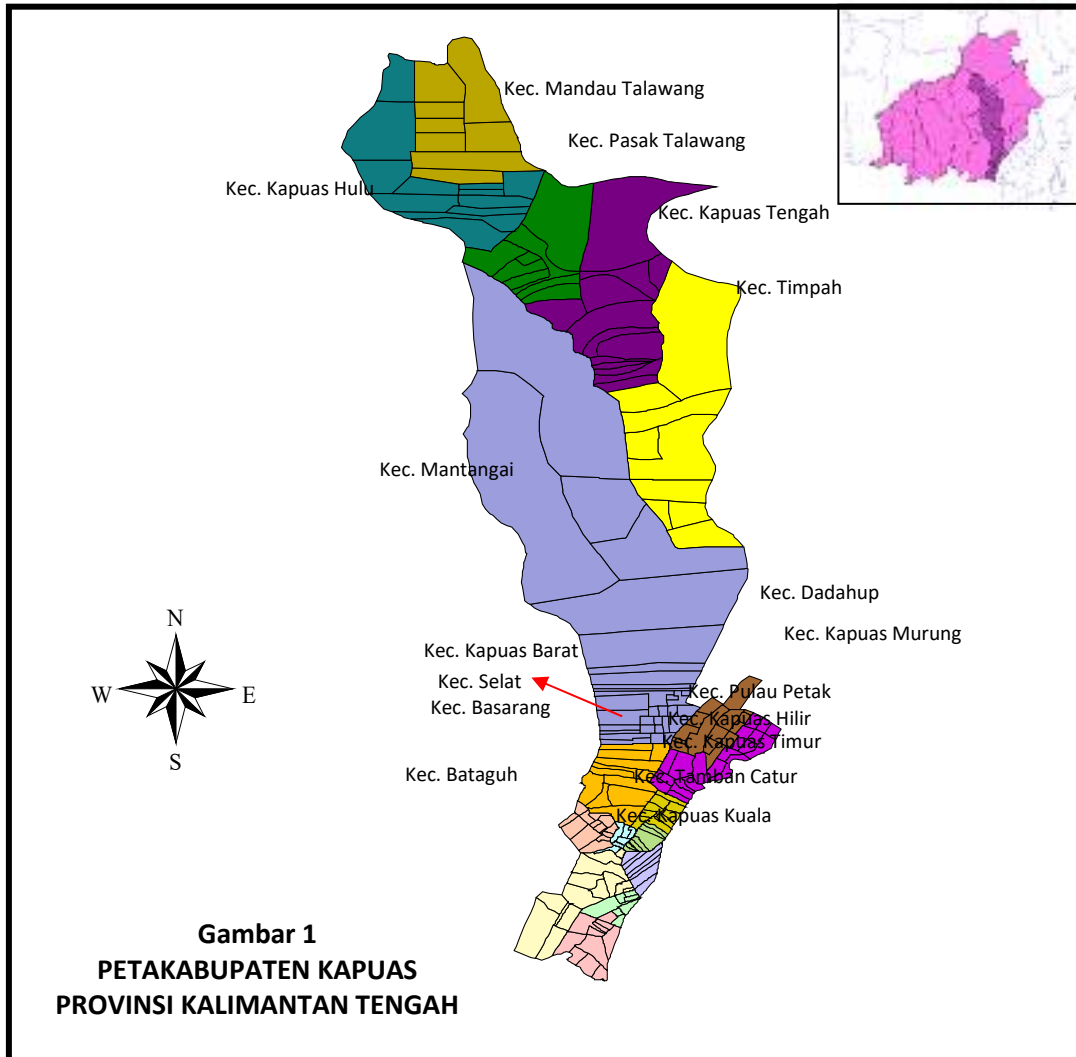 Kec. Mandau Talawang
Kec. Pasak Talawang
Kec. Kapuas Hulu
Kec. Kapuas Tengah
Kec. Timpah
Kec. Mantangai
Kec. Dadahup
N
Kec. Kapuas Murung
Kec. Kapuas Barat
Kec. Selat
W
E
Kec. Pulau Petak
Kec. Basarang
Kec. Kapuas Hilir
Kec. Kapuas Timur
S
Kec. Bataguh
Kec. Tamban Catur
Kec. Kapuas Kuala
Gambar 1
PETAKABUPATEN KAPUAS
PROVINSI KALIMANTAN TENGAH